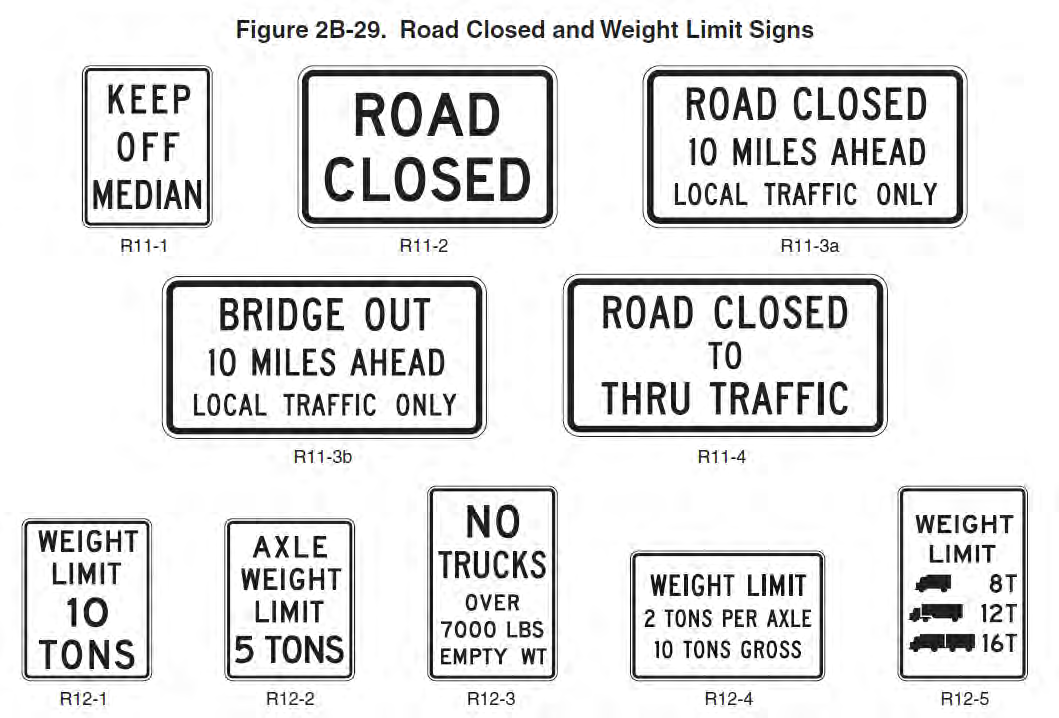 Figure 2B-29. Road Closed and Weight Limit Signs
KEEP
OFF
MEDIAN
R11-1
ROAD
CLOSED
R11-2
ROAD CLOSED
10 MILES AHEAD
LOCAL TRAFFIC ONLY
R11-3a
BRIDGE OUT
10 MILES AHEAD
LOCAL TRAFFIC ONLY
R11-3b
ROAD CLOSED
TO
THRU TRAFFIC
R11-4
WEIGHT
LIMIT
10
TONS
R12-1
AXLE
WEIGHT
LIMIT
5 TONS
R12-2
NO
TRUCKS
OVER
7000 LBS
EMPTY WT
R12-3
WEIGHT LIMIT
2 TONS PER AXLE
10 TONS GROSS
R12-4
WEIGHT
LIMIT
8T
12T
16T
R12-5